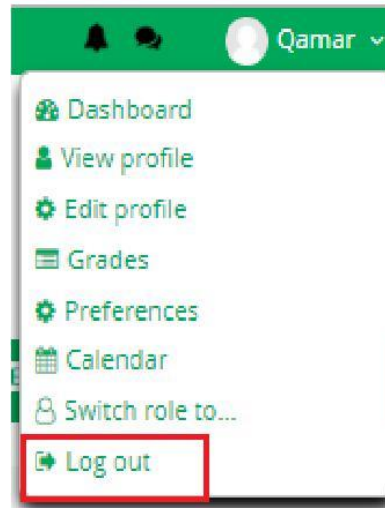 Qamar
Dashboard
View profile
Edit profile
Grades
Preferences
Calendar
Switch role to...
Log out